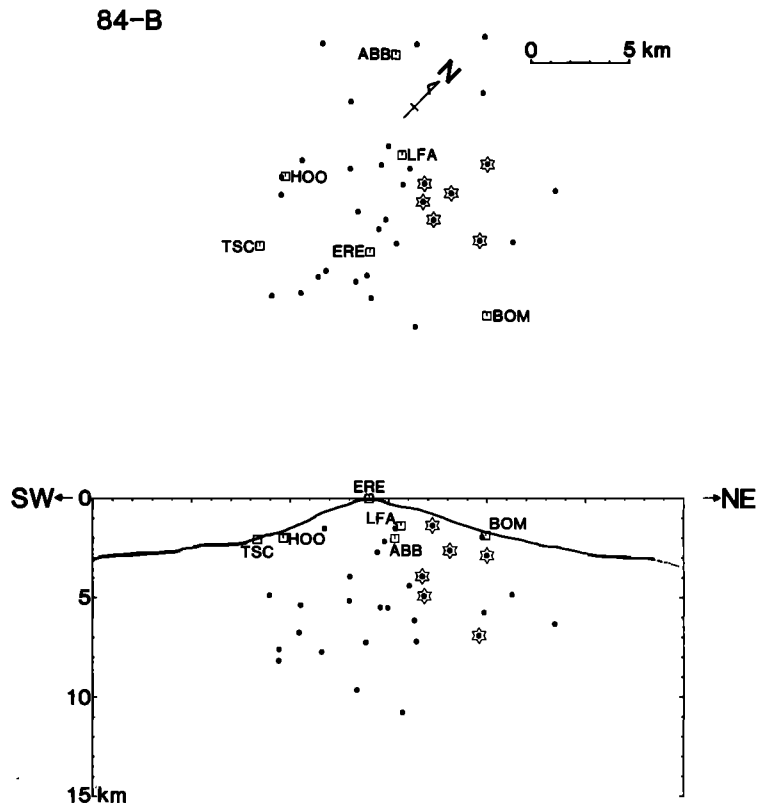 84-B
ABB
0 5 km
N
LFA
HOO
TSC
ERE
BOM
ERE
SW
0
NE
LFA
BOM
TSC
HOO
ABB
5
10
15 km